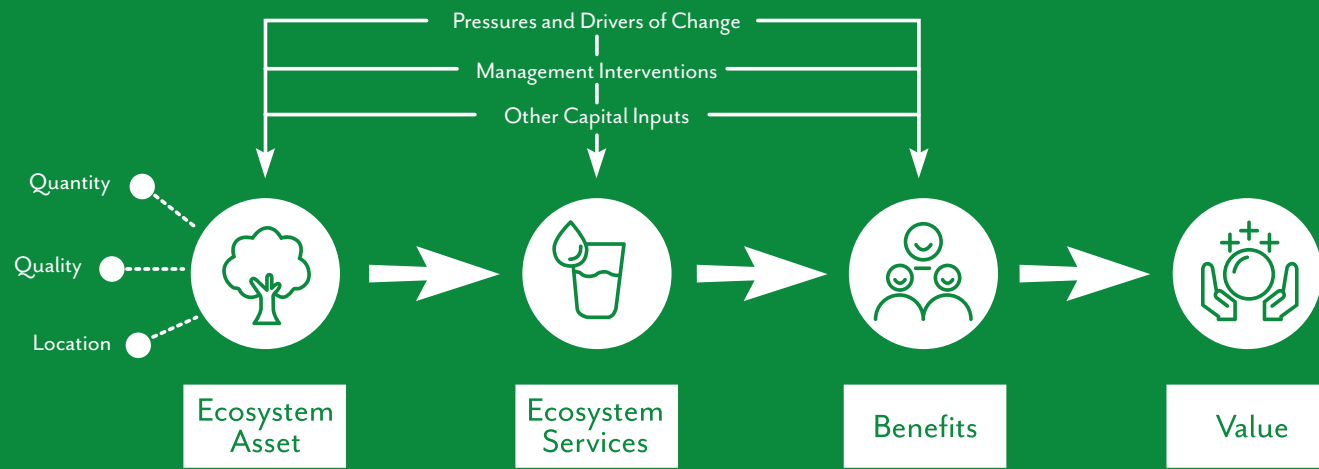 Pressures and Drivers of Change
Management Interventions
Other Capital Inputs
Quantity
Quality
Location
Ecosystem
Asset
Ecosystem
Services
Benefits
Value